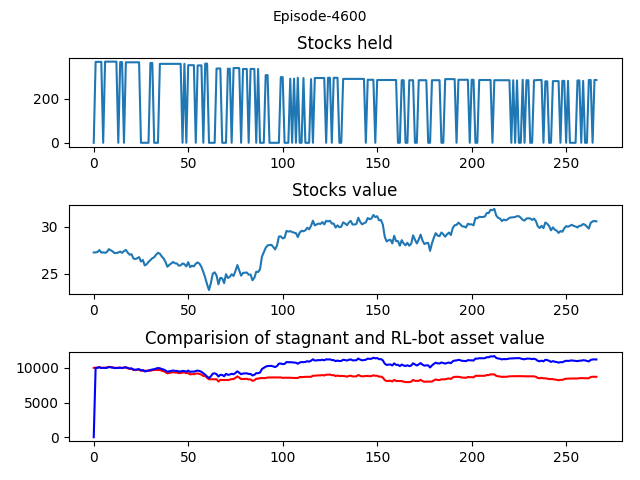 Episode-4600
Stocks held
200
0
0 50 100 150 200 250
Stocks value
30
25
0 50 100 150 200 250
Comparision of stagnant and RL-bot asset value
10000
5000
0
0 50 100 150 200 250